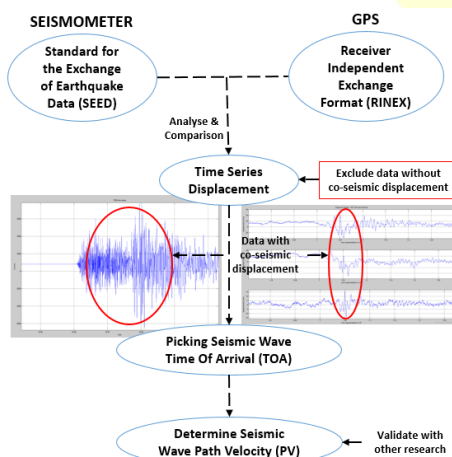 SEISMOMETER
GPS
Standard for
the Exchange
of Earthquake
Data (SEED)
Receiver
Independent
Exchange
Format (RINEX)
Analyse &
Comparison
Time Series
Displacement
Exclude data without
co-seismic displacement
Data with
co-seismic
displacement
Picking Seismic Wave
Time Of Arrival (TOA)
Determine Seismic
Wave Path Velocity (PV)
Validate with
other research